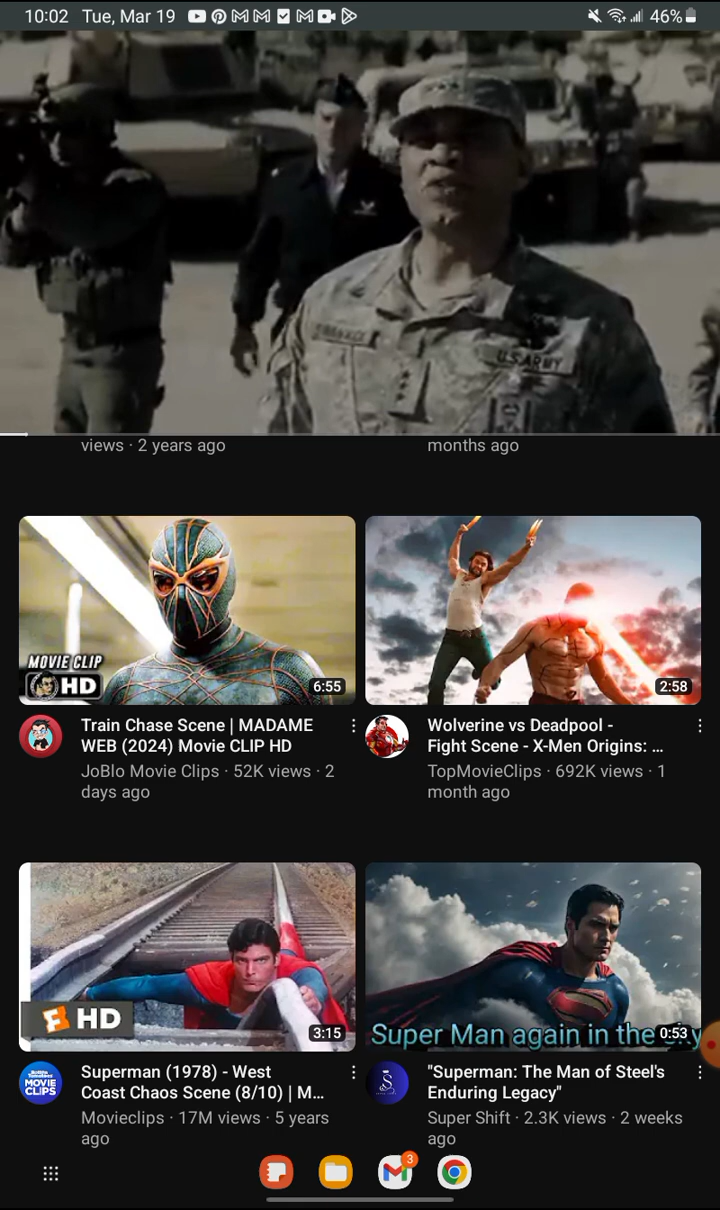 10:02 Tue, Mar 19
46%
U.S. ARMY
views · 2 years ago
months ago
MOVIE CLIP
HD
6:55
2:58
Train Chase Scene | MADAME
WEB (2024) Movie CLIP HD
JoBlo Movie Clips · 52K views · 2
days ago
Wolverine vs Deadpool -
Fight Scene - X-Men Origins: ...
TopMovieClips · 692K views · 1
month ago
HD
3:15
Super Man again in the sky
0:53
MOVIE
CLIPS
Superman (1978) - West
Coast Chaos Scene (8/10) | M...
Movieclips · 17M views · 5 years
ago
S
"Superman: The Man of Steel's
Enduring Legacy"
Super Shift · 2.3K views · 2 weeks
ago
3